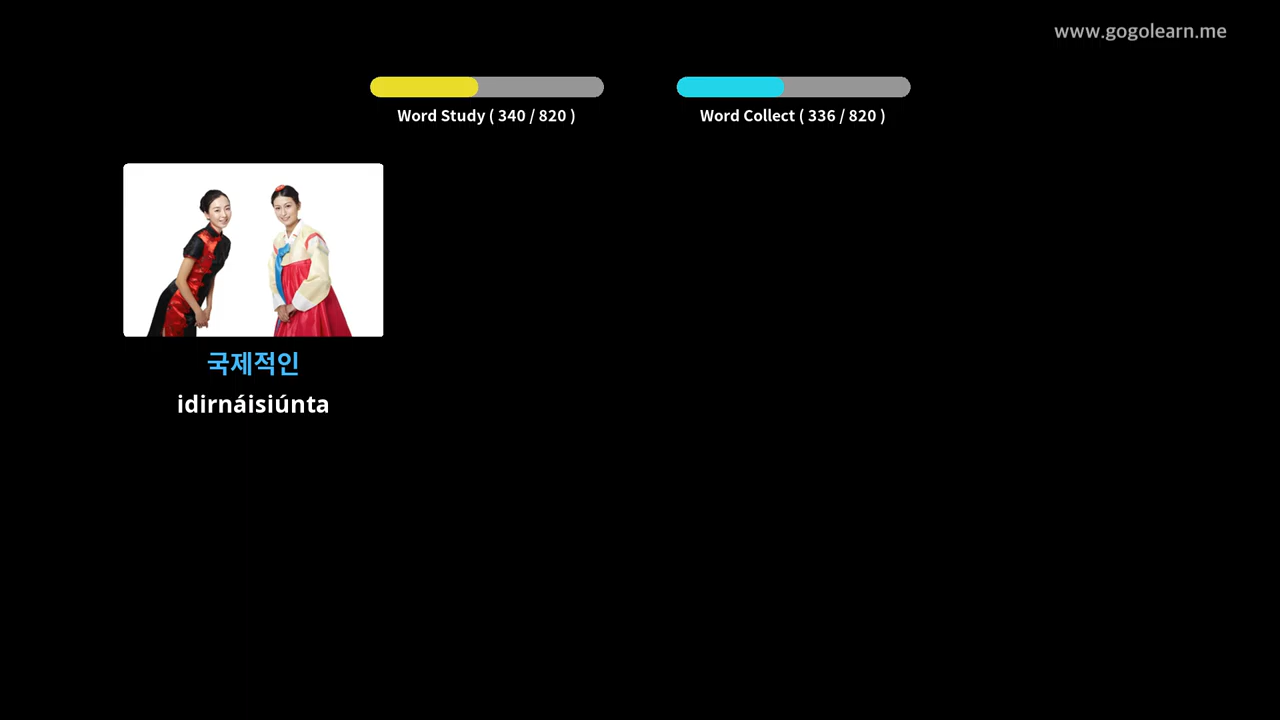 www.gogolearn.me
Word Study ( 340 / 820 )
Word Collect ( 336 / 820 )
국제적인
idirnáisiúnta